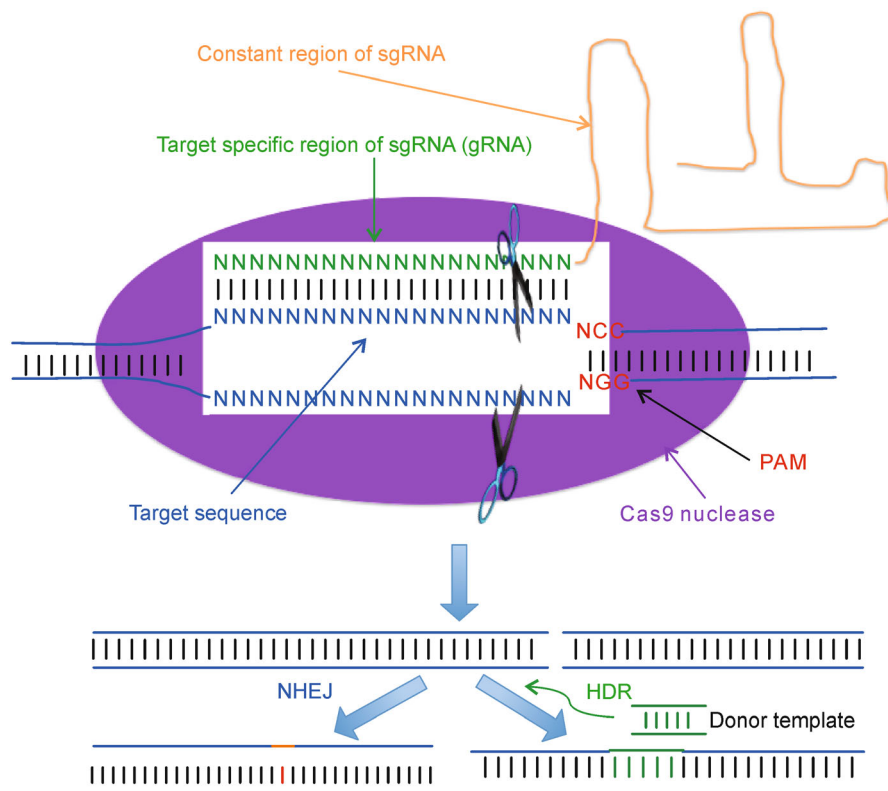 Constant region of sgRNA
Target specific region of sgRNA (gRNA)
NNNNNNNNNNNNNNNNNNNN
NNNNNNNNNNNNNNNNNNNN
NCC
NGG
NNNNNNNNNNNNNNNNNNNN
PAM
Target sequence
Cas9 nuclease
NHEJ
HDR
Donor template